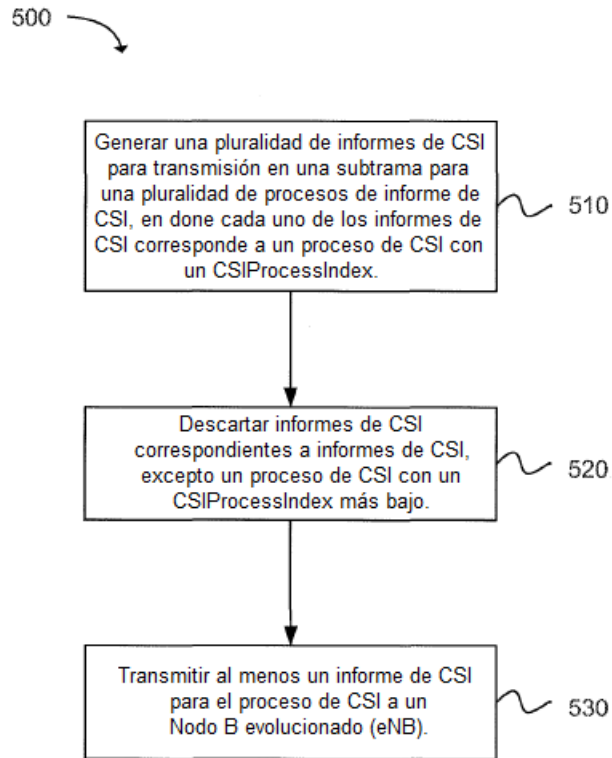 500
Generar una pluralidad de informes de CSI
para transmisión en una subtrama para
una pluralidad de procesos de informe de
CSI, en done cada uno de los informes de
CSI corresponde a un proceso de CSI con
un CSIProcessIndex.
510
Descartar informes de CSI
correspondientes a informes de CSI,
excepto un proceso de CSI con un
CSIProcessIndex más bajo.
520
Transmitir al menos un informe de CSI
para el proceso de CSI a un
Nodo B evolucionado (eNB).
530